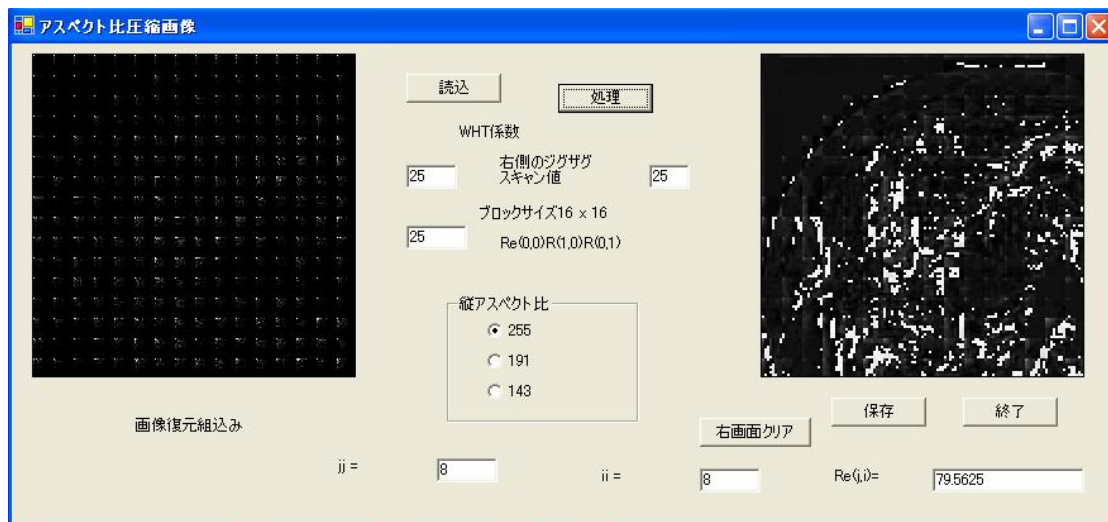 アスペクト比圧縮画像
読込
処理
WHT係数
25
右側のジグザグ
スキャン値
25
ブロックサイズ16 x 16
25
Re(0,0)R(1,0)R(0,1)
縦アスペクト比
255
191
143
画像復元組込み
右画面クリア
保存
終了
jj =
8
ii =
8
Re(j,i)=
79.5625